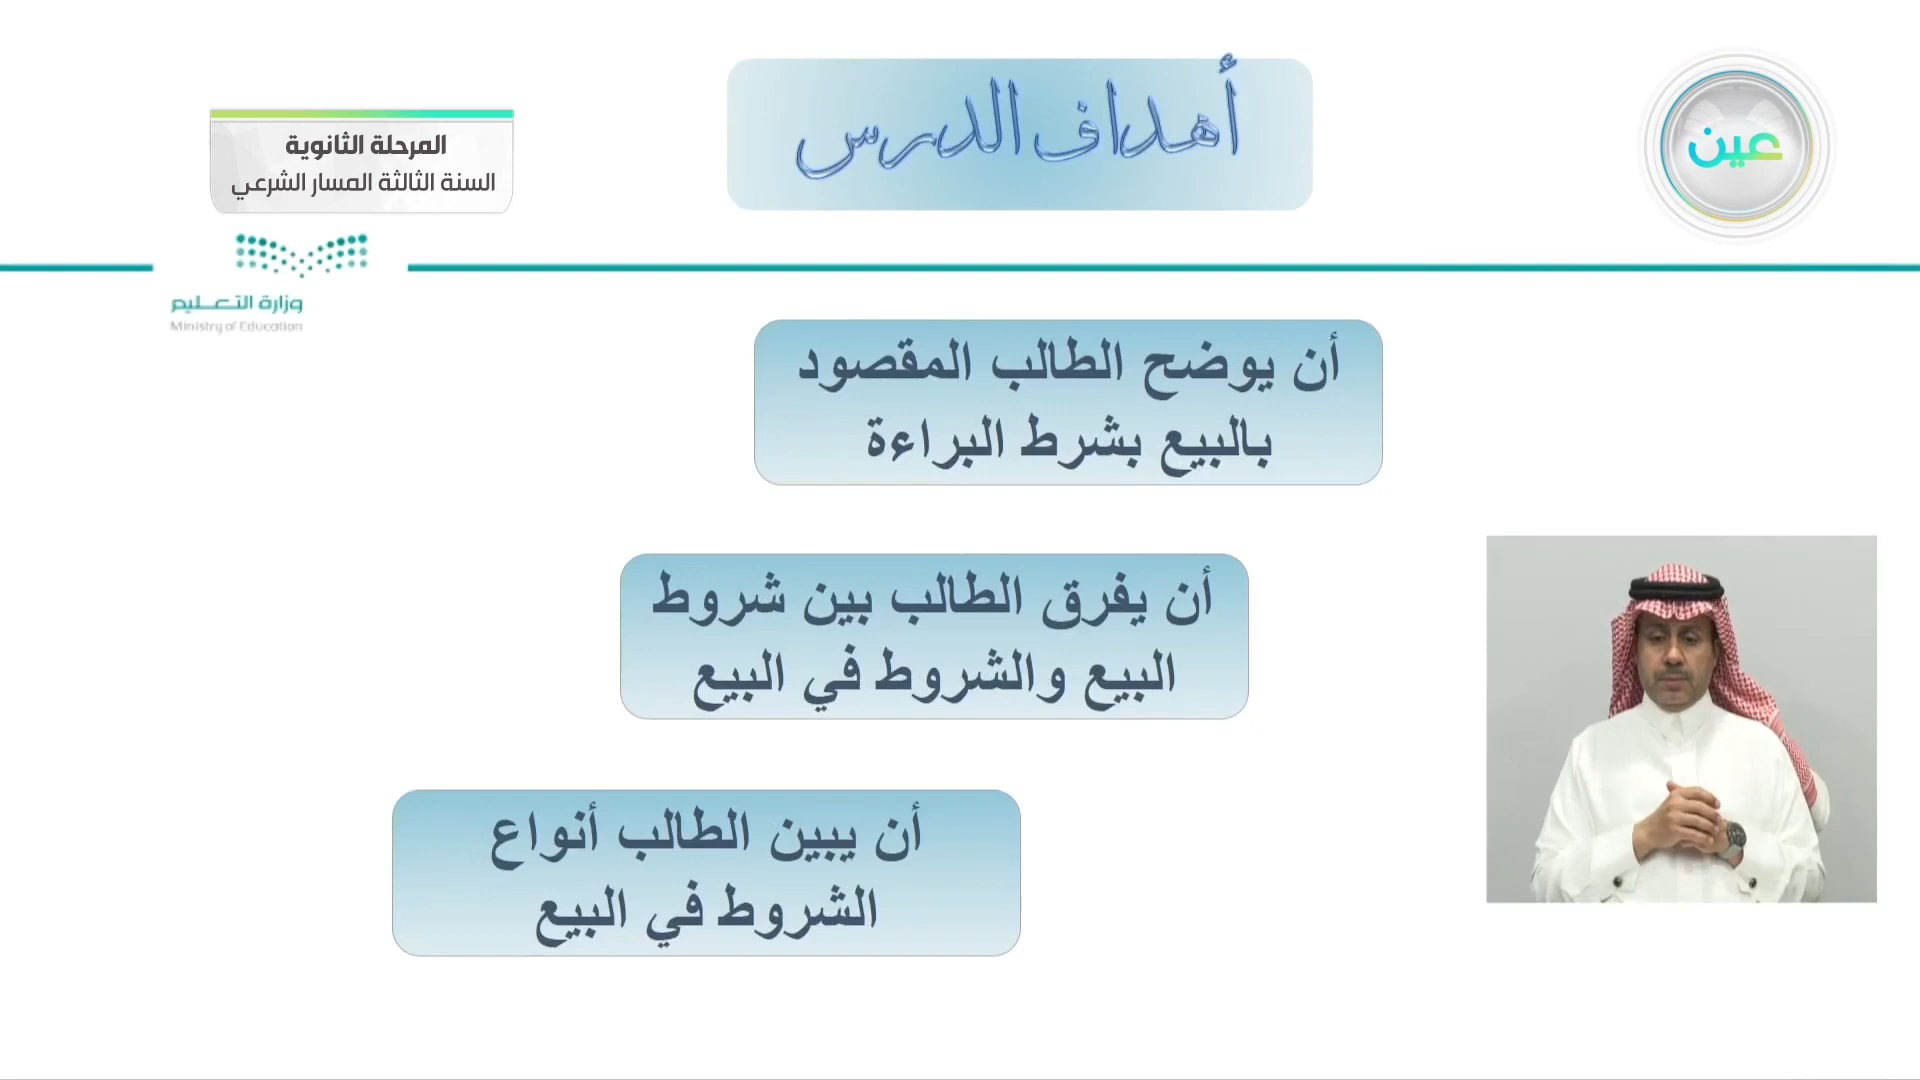 أهداف الدرس
عين
المرحلة الثانوية
السنة الثالثة المسار الشرعي
وزارة التعليم
Ministry of Education
أن يوضح الطالب المقصود
بالبيع بشرط البراءة
أن يفرق الطالب بين شروط
البيع والشروط في البيع
أن يبين الطالب أنواع
الشروط في البيع